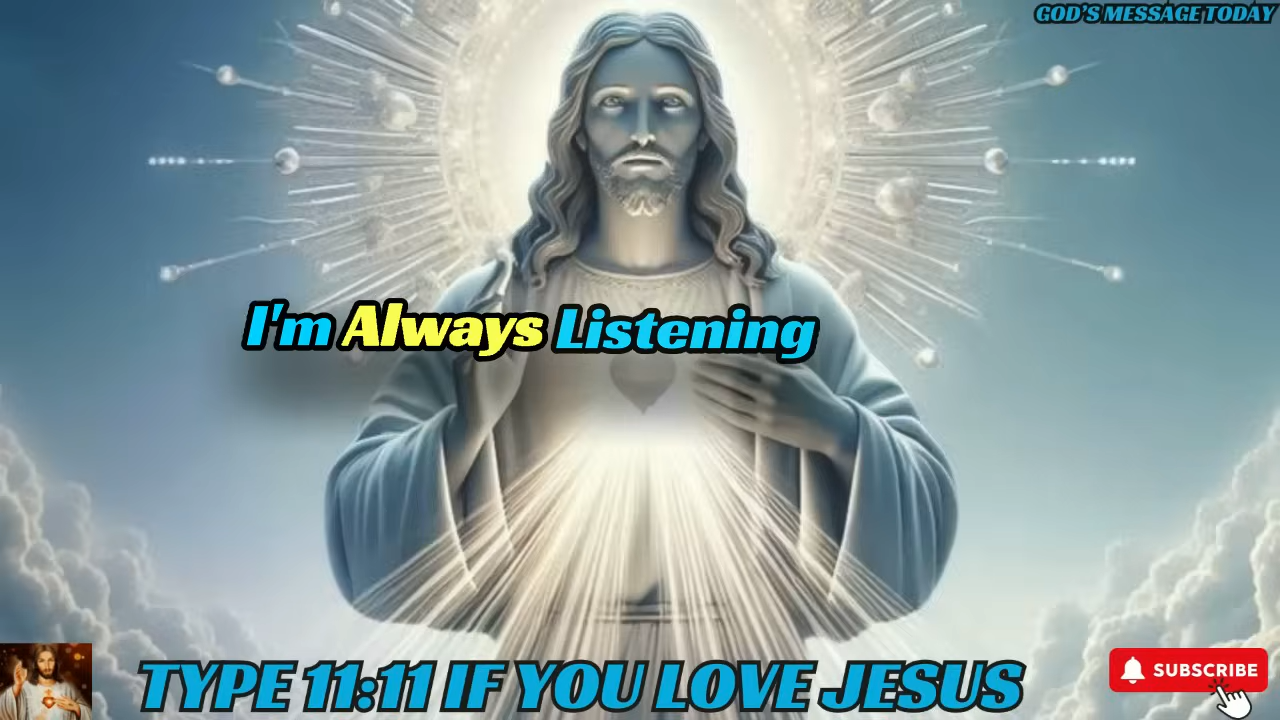 GOD'S MESSAGE TODAY
I'm Always Listening
TYPE 11:11 IF YOU LOVE JESUS
SUBSCRIBE